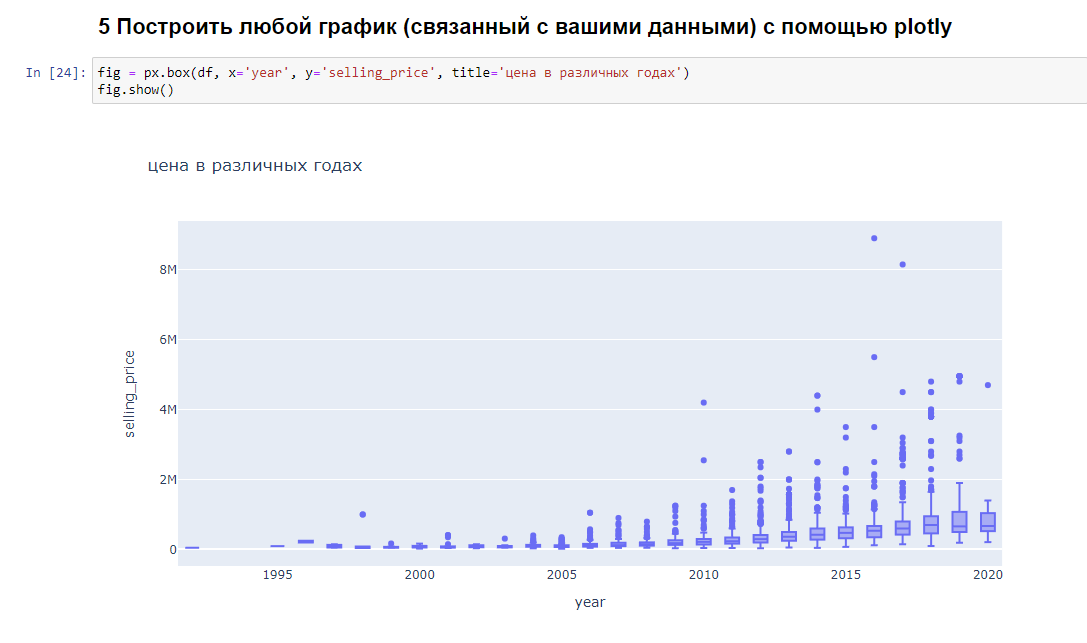 5 Построить любой график (связанный с вашими данными) с помощью plotly
In [24]: fig = px.box(df, x='year', y='selling_price', title='цена в различных годах')
fig.show()
цена в различных годах
8M
6M
4M
2M
0
selling_price
1995 2000 2005 2010 2015 2020
year